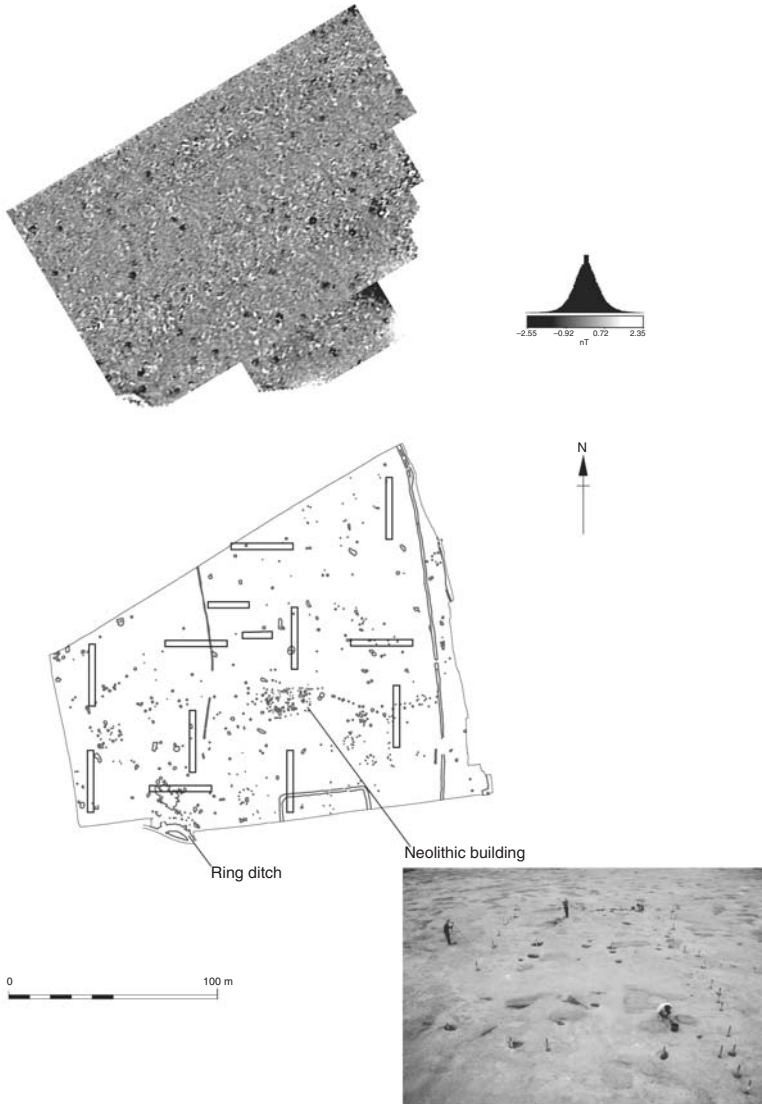 −2.55 −0.92 0.72 2.35
nT
N
Neolithic building
Ring ditch
0 100 m